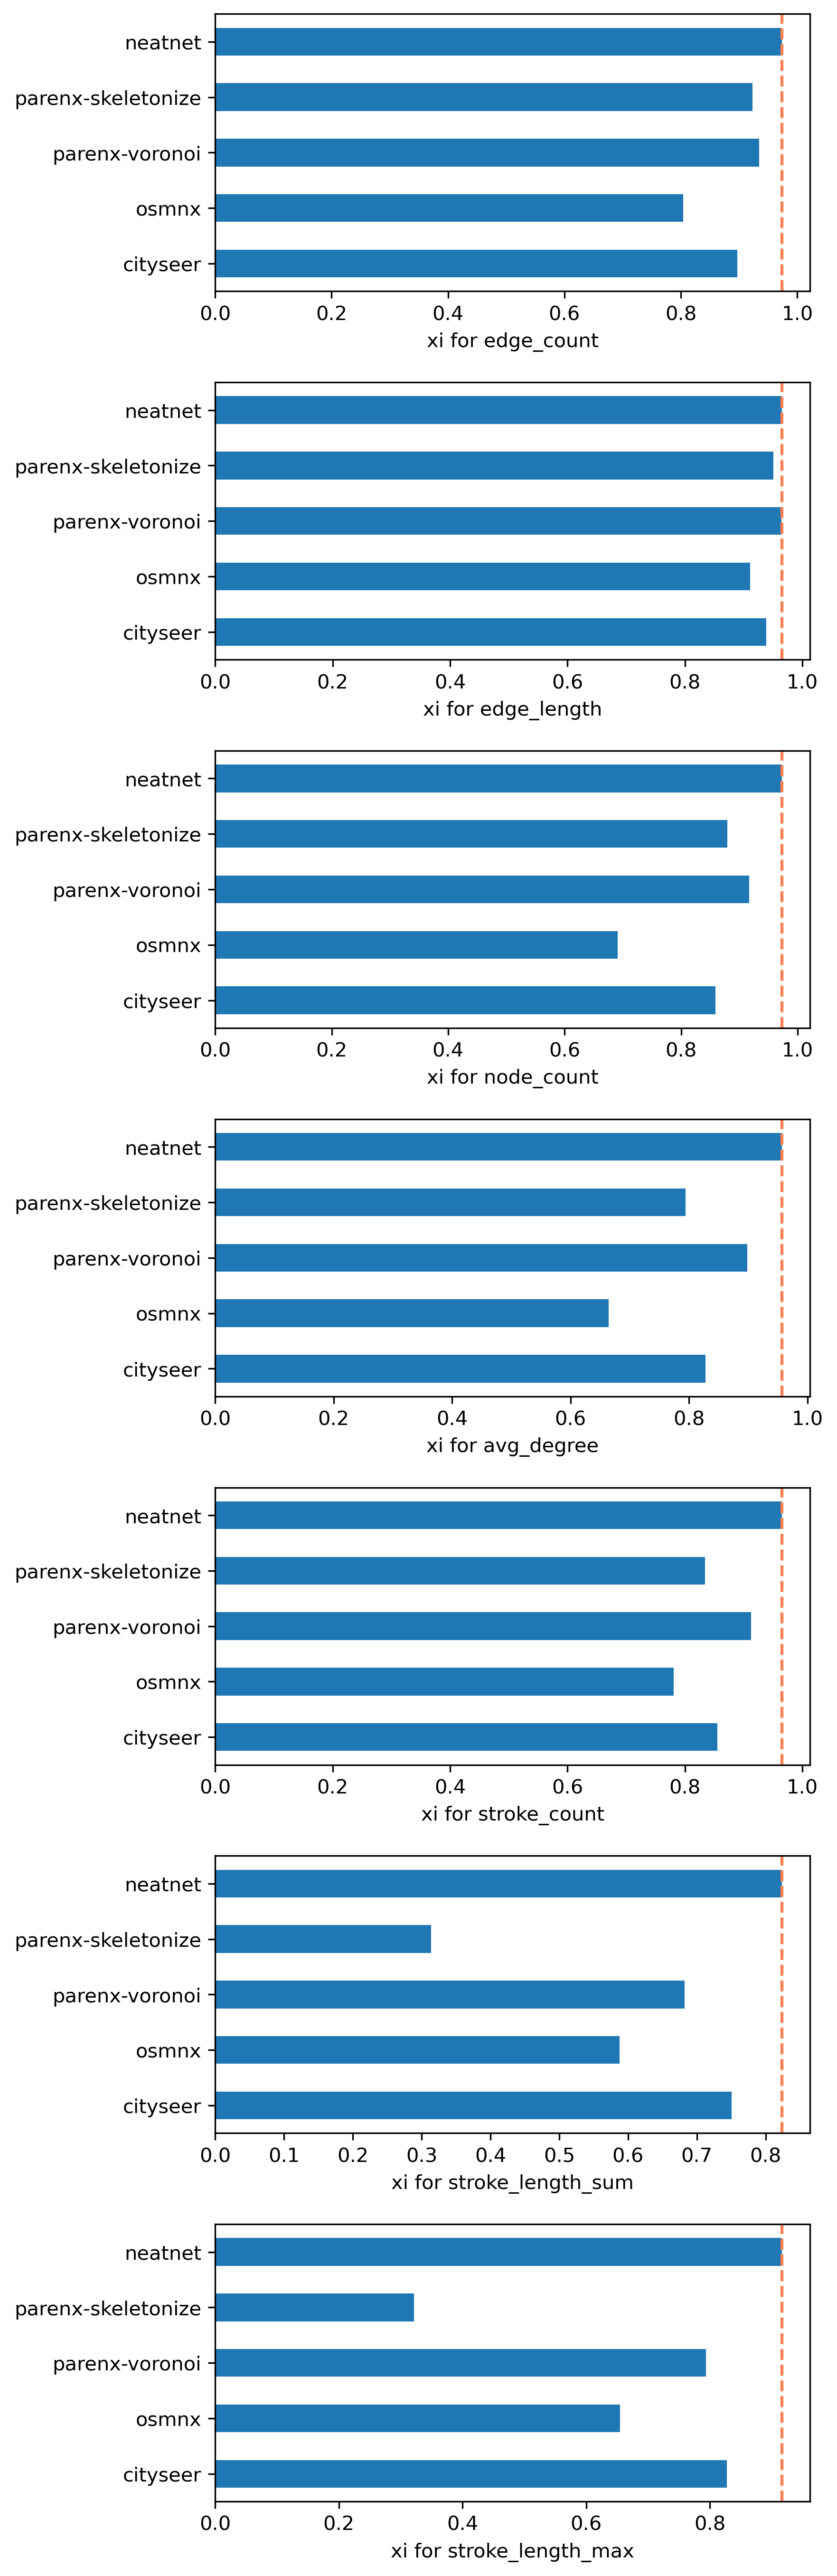 neatnet
parenx-skeletonize
parenx-voronoi
osmnx
cityseer
0.0 0.2 0.4 0.6 0.8 1.0
xi for edge_count
neatnet
parenx-skeletonize
parenx-voronoi
osmnx
cityseer
0.0 0.2 0.4 0.6 0.8 1.0
xi for edge_length
neatnet
parenx-skeletonize
parenx-voronoi
osmnx
cityseer
0.0 0.2 0.4 0.6 0.8 1.0
xi for node_count
neatnet
parenx-skeletonize
parenx-voronoi
osmnx
cityseer
0.0 0.2 0.4 0.6 0.8 1.0
xi for avg_degree
neatnet
parenx-skeletonize
parenx-voronoi
osmnx
cityseer
0.0 0.2 0.4 0.6 0.8 1.0
xi for stroke_count
neatnet
parenx-skeletonize
parenx-voronoi
osmnx
cityseer
0.0 0.1 0.2 0.3 0.4 0.5 0.6 0.7 0.8
xi for stroke_length_sum
neatnet
parenx-skeletonize
parenx-voronoi
osmnx
cityseer
0.0 0.2 0.4 0.6 0.8
xi for stroke_length_max